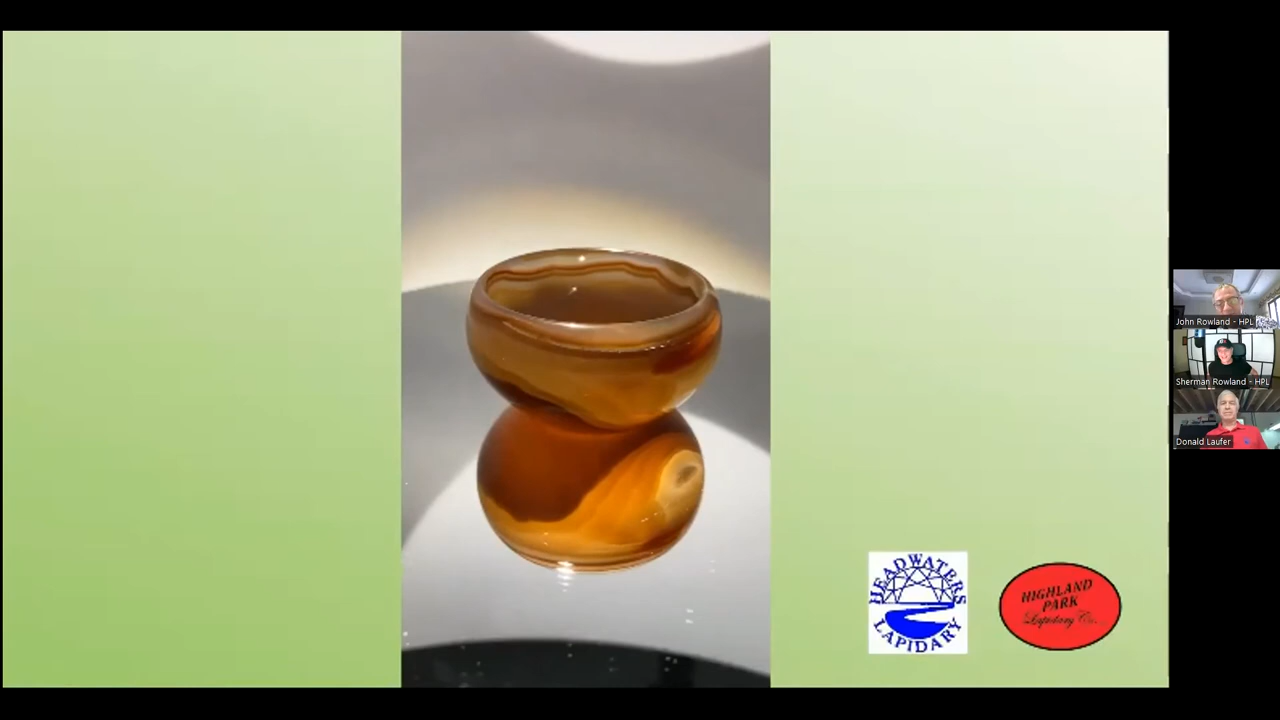 HEADWATERS
LAPIDARY
HIGHLAND
PARK
Lapidary Co.
John Rowland - HPL
Sherman Rowland - HPL
Donald Laufer